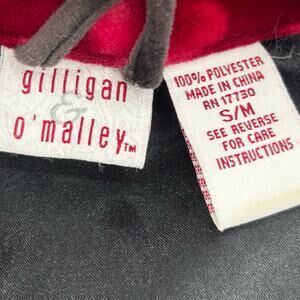 gilligan
&
o'malley™
100% POLYESTER
MADE IN CHINA
RN 17730
S/M
SEE REVERSE
FOR CARE
INSTRUCTIONS